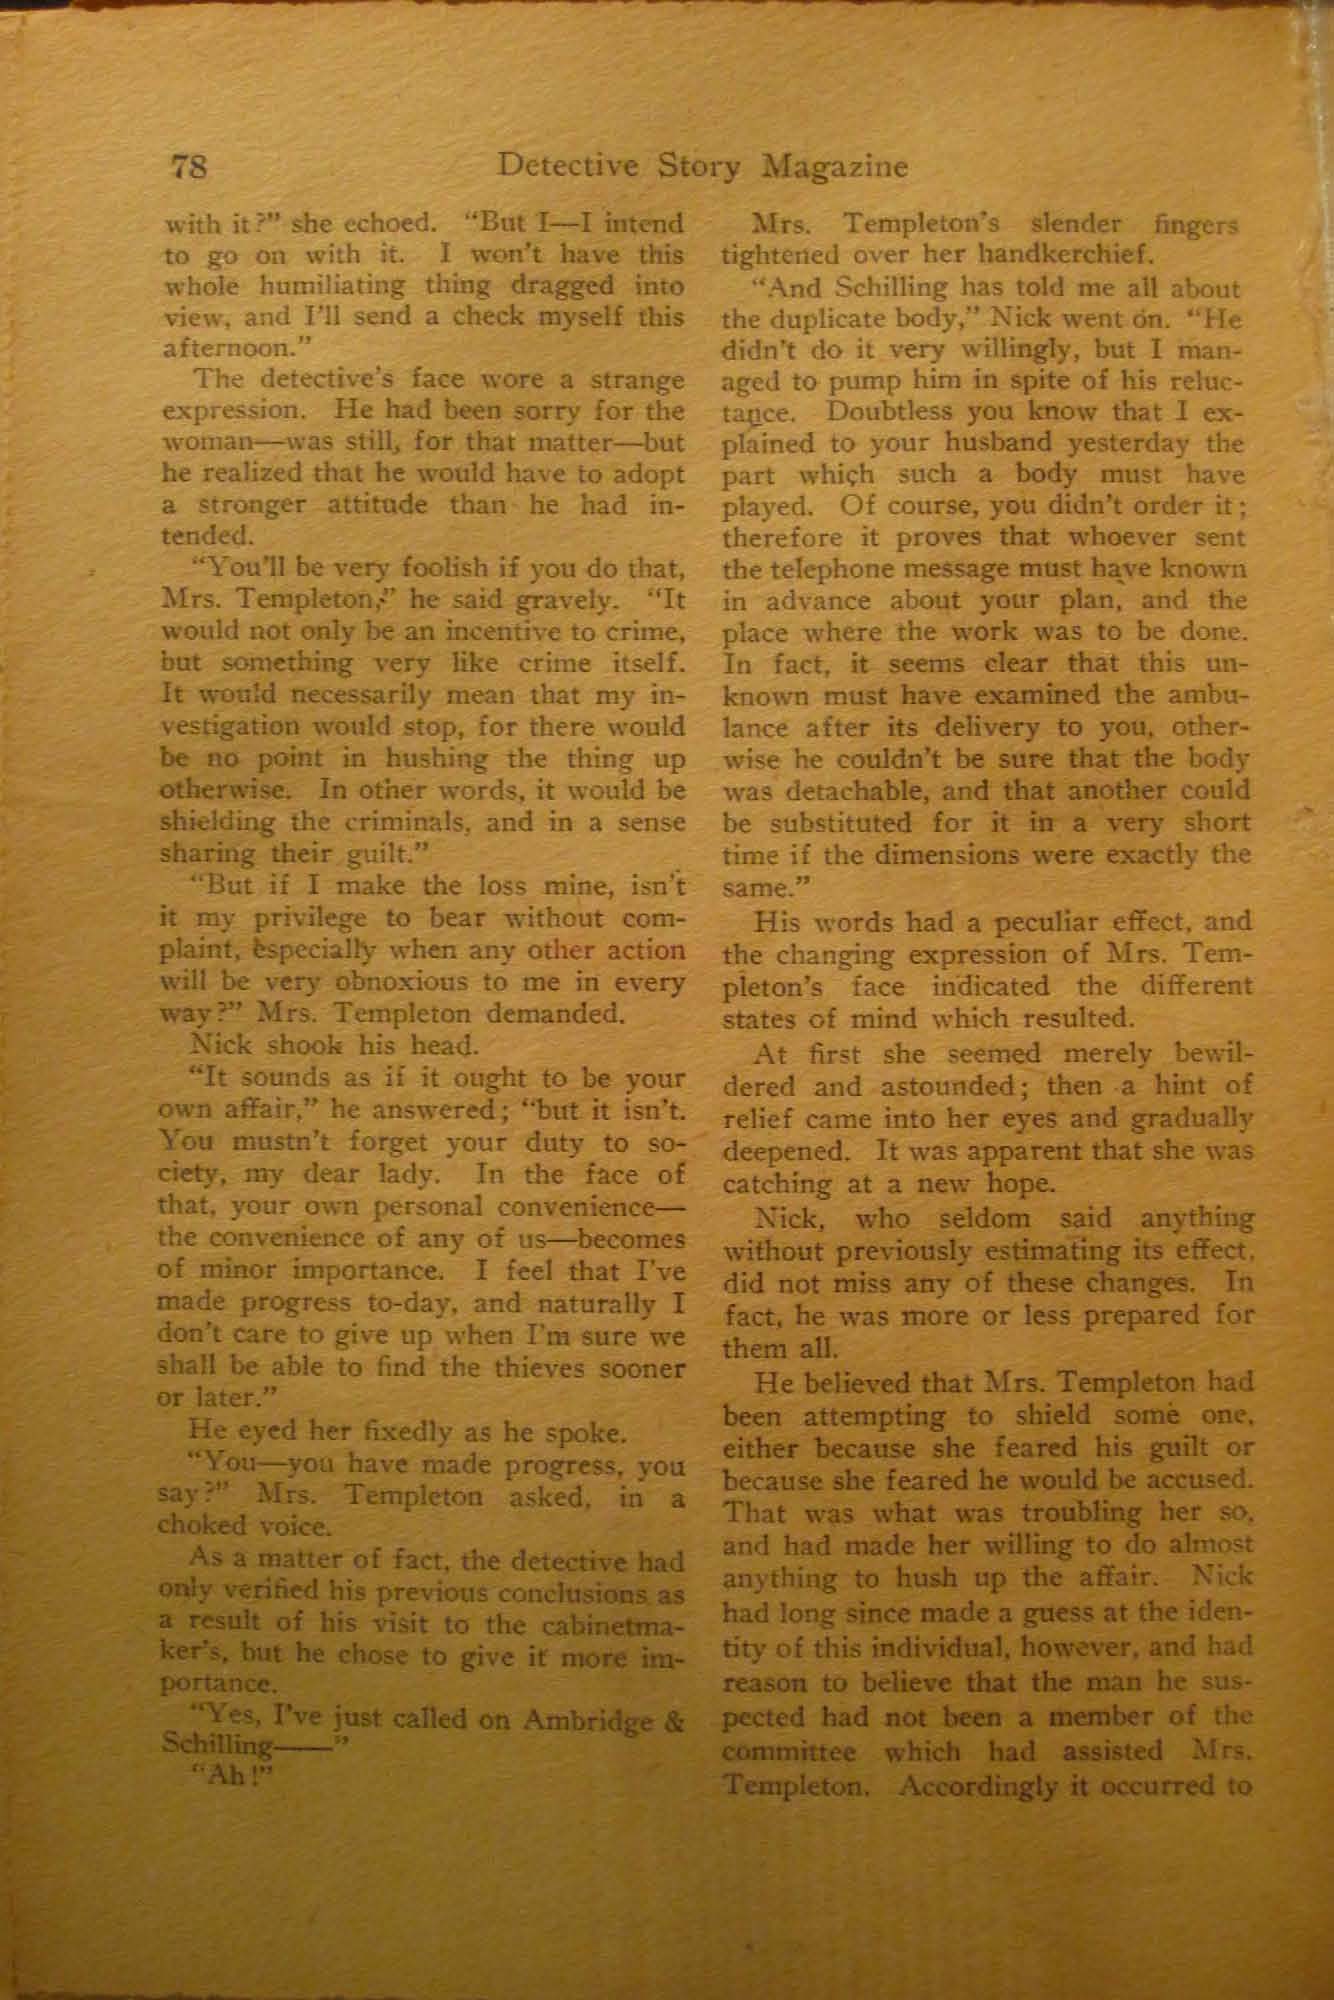 78 Detective Story Magazine
with it?” she echoed. “But I—I intend
to go on with it. I won’t have this
whole humiliating thing dragged into
view, and I’ll send a check myself this
afternoon.”
The detective’s face wore a strange
expression. He had been sorry for the
woman—was still, for that matter—but
he realized that he would have to adopt
a stronger attitude than he had in-
tended.
“You’ll be very foolish if you do that,
Mrs. Templeton,” he said gravely. “It
would not only be an incentive to crime,
but something very like crime itself.
It would necessarily mean that my in-
vestigation would stop, for there would
be no point in hushing the thing up
otherwise. In other words, it would be
shielding the criminals, and in a sense
sharing their guilt.”
“But if I make the loss mine, isn’t
it my privilege to bear without com-
plaint, especially when any other action
will be very obnoxious to me in every
way?” Mrs. Templeton demanded.
Nick shook his head.
“It sounds as if it ought to be your
own affair,” he answered; “but it isn’t.
You mustn’t forget your duty to so-
ciety, my dear lady. In the face of
that, your own personal convenience—
the convenience of any of us—becomes
of minor importance. I feel that I’ve
made progress to-day, and naturally I
don’t care to give up when I’m sure we
shall be able to find the thieves sooner
or later.”
He eyed her fixedly as he spoke.
“You—you have made progress, you
say?” Mrs. Templeton asked, in a
choked voice.
As a matter of fact, the detective had
only verified his previous conclusions as
a result of his visit to the cabinetma-
ker’s, but he chose to give it more im-
portance.
“Yes, I’ve just called on Ambridge &
Schilling——”
“Ah!”
Mrs. Templeton’s slender fingers
tightened over her handkerchief.
“And Schilling has told me all about
the duplicate body,” Nick went on. “He
didn’t do it very willingly, but I man-
aged to pump him in spite of his reluc-
tance. Doubtless you know that I ex-
plained to your husband yesterday the
part which such a body must have
played. Of course, you didn’t order it;
therefore it proves that whoever sent
the telephone message must have known
in advance about your plan, and the
place where the work was to be done.
In fact, it seems clear that this un-
known must have examined the ambu-
lance after its delivery to you, other-
wise he couldn’t be sure that the body
was detachable, and that another could
be substituted for it in a very short
time if the dimensions were exactly the
same.”
His words had a peculiar effect, and
the changing expression of Mrs. Tem-
pleton’s face indicated the different
states of mind which resulted.
At first she seemed merely bewil-
dered and astounded; then a hint of
relief came into her eyes and gradually
deepened. It was apparent that she was
catching at a new hope.
Nick, who seldom said anything
without previously estimating its effect,
did not miss any of these changes. In
fact, he was more or less prepared for
them all.
He believed that Mrs. Templeton had
been attempting to shield some one,
either because she feared his guilt or
because she feared he would be accused.
That was what was troubling her so,
and had made her willing to do almost
anything to hush up the affair. Nick
had long since made a guess at the iden-
tity of this individual, however, and had
reason to believe that the man he sus-
pected had not been a member of the
committee which had assisted Mrs.
Templeton. Accordingly it occurred to